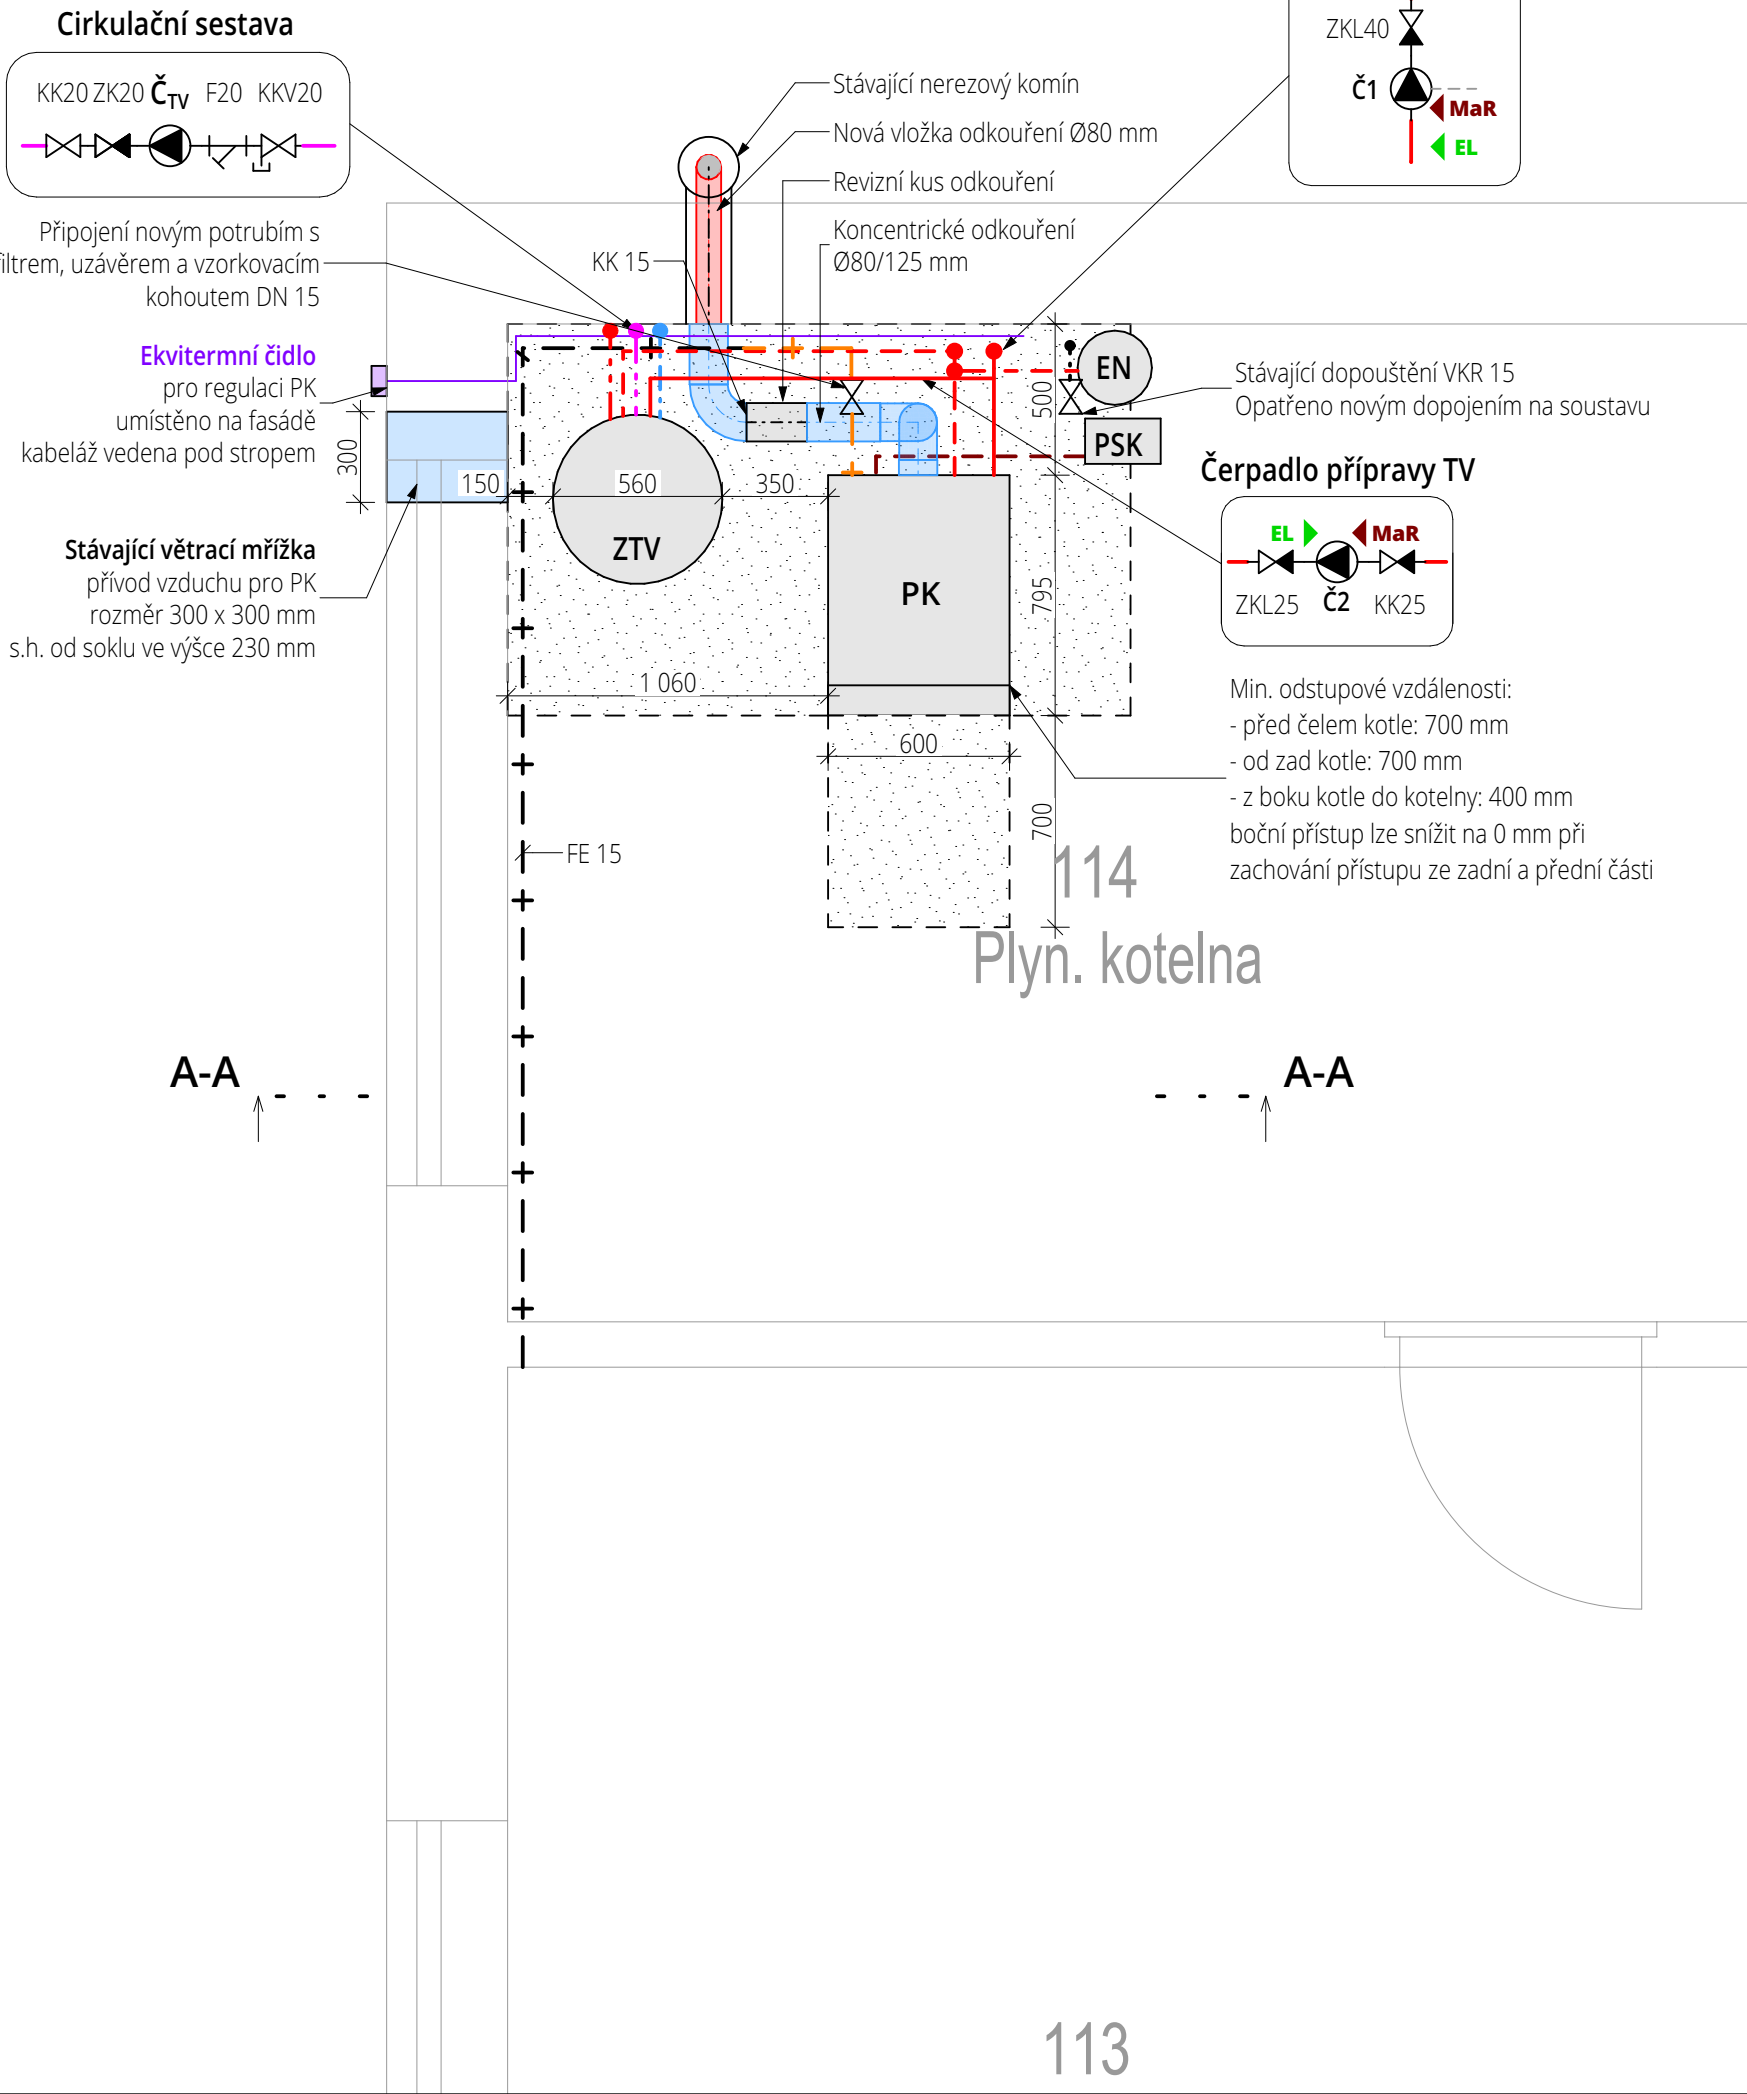 Cirkulační sestava
KK20 ZK20 ČTV F20 KKV20
ZKL40
Č1
MaR
EL
Stávající nerezový komín
Nová vložka odkouření Ø80 mm
Revizní kus odkouření
Koncentrické odkouření
Ø80/125 mm
KK 15
Připojení novým potrubím s
filtrem, uzávěrem a vzorkovacím
kohoutem DN 15
Ekvitermní čidlo
pro regulaci PK
umístěno na fasádě
kabeláž vedena pod stropem
300
Stávající větrací mřížka
přívod vzduchu pro PK
rozměr 300 x 300 mm
s.h. od soklu ve výšce 230 mm
150
560
350
ZTV
PK
EN
PSK
500
795
Stávající dopouštění VKR 15
Opatřeno novým dopojením na soustavu
Čerpadlo přípravy TV
EL
MaR
ZKL25 Č2 KK25
1 060
600
700
Min. odstupové vzdálenosti:
- před čelem kotle: 700 mm
- od zad kotle: 700 mm
- z boku kotle do kotelny: 400 mm
boční přístup lze snížit na 0 mm při
zachování přístupu ze zadní a přední části
FE 15
114
Plyn. kotelna
A-A
A-A
113